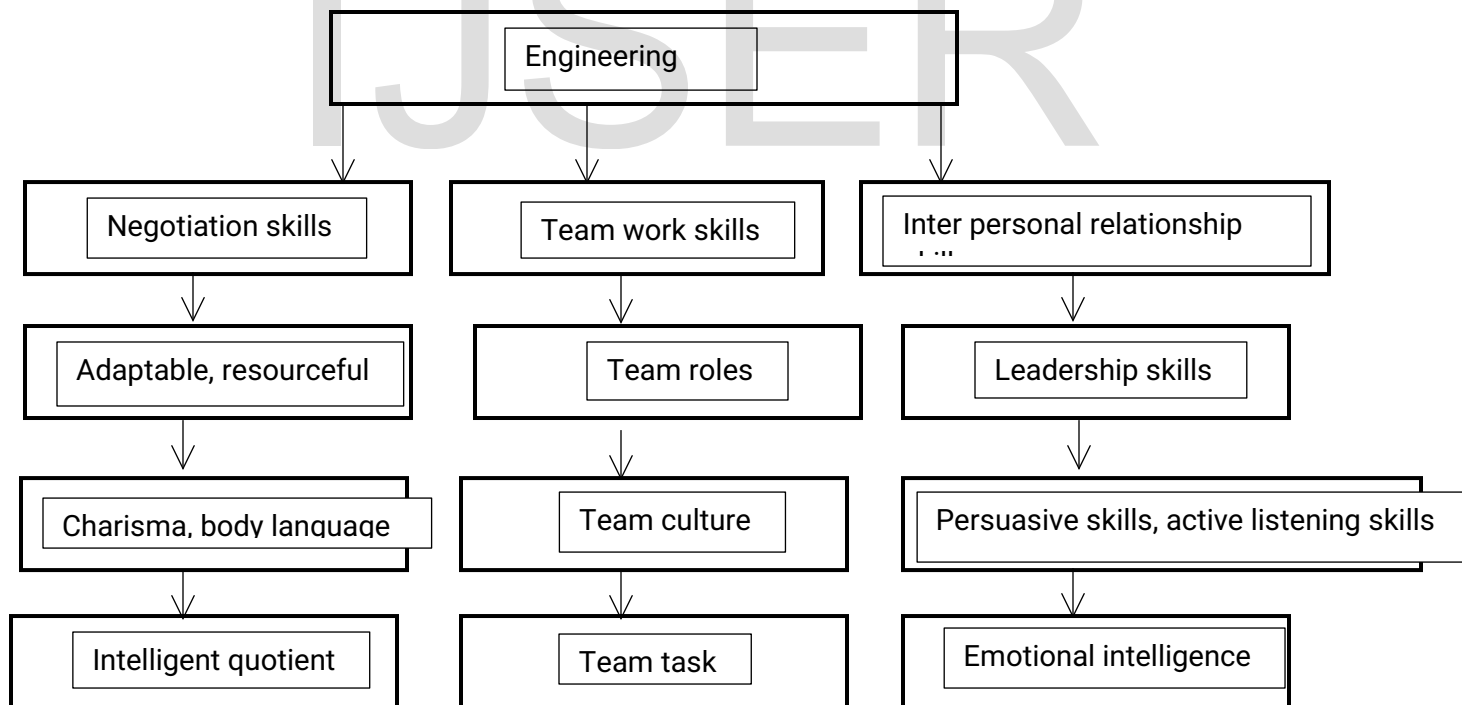 IJSER
Engineering
Negotiation skills
Team work skills
Inter personal relationship
Adaptable, resourceful
Team roles
Leadership skills
Charisma, body language
Team culture
Persuasive skills, active listening skills
Intelligent quotient
Team task
Emotional intelligence